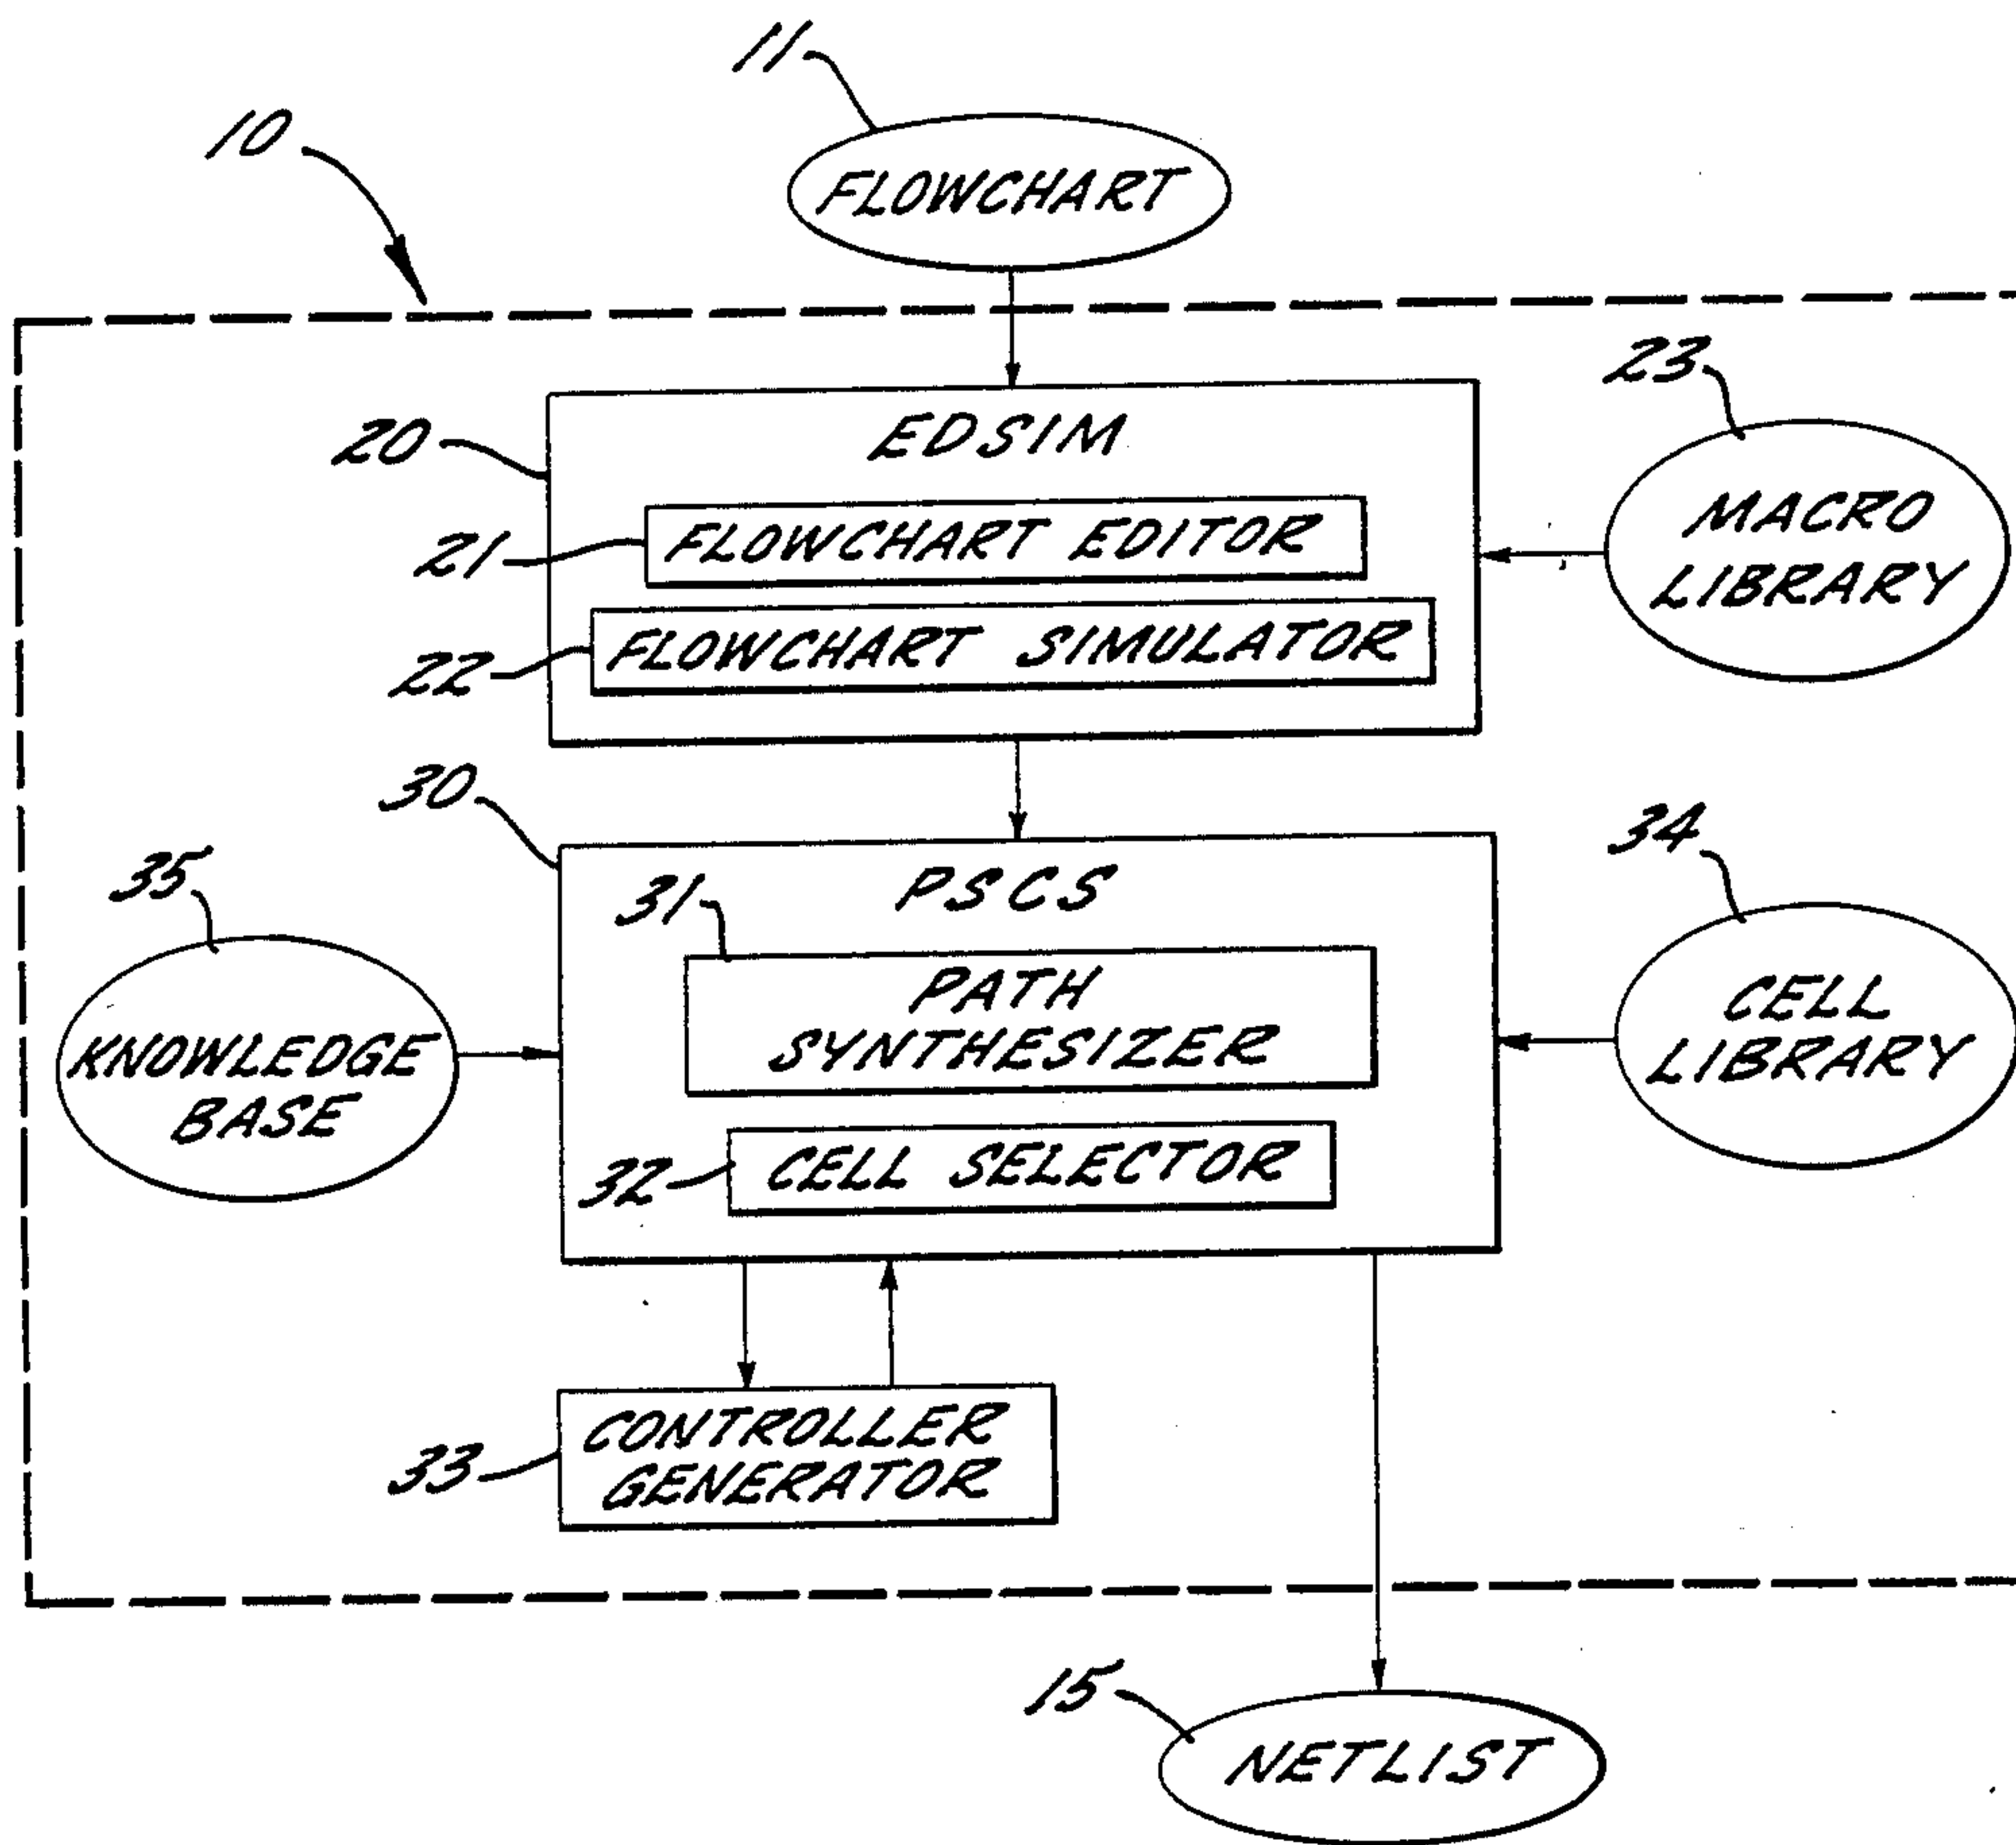 11
10
FLOWCHART
23
20
EDSIM
MACRO
LIBRARY
21
FLOWCHART EDITOR
22
FLOWCHART SIMULATOR
30
34
35
PSCS
31
PATH
SYNTHESIZER
CELL
LIBRARY
KNOWLEDGE
BASE
32
CELL SELECTOR
33
CONTROLLER
GENERATOR
15
NETLIST